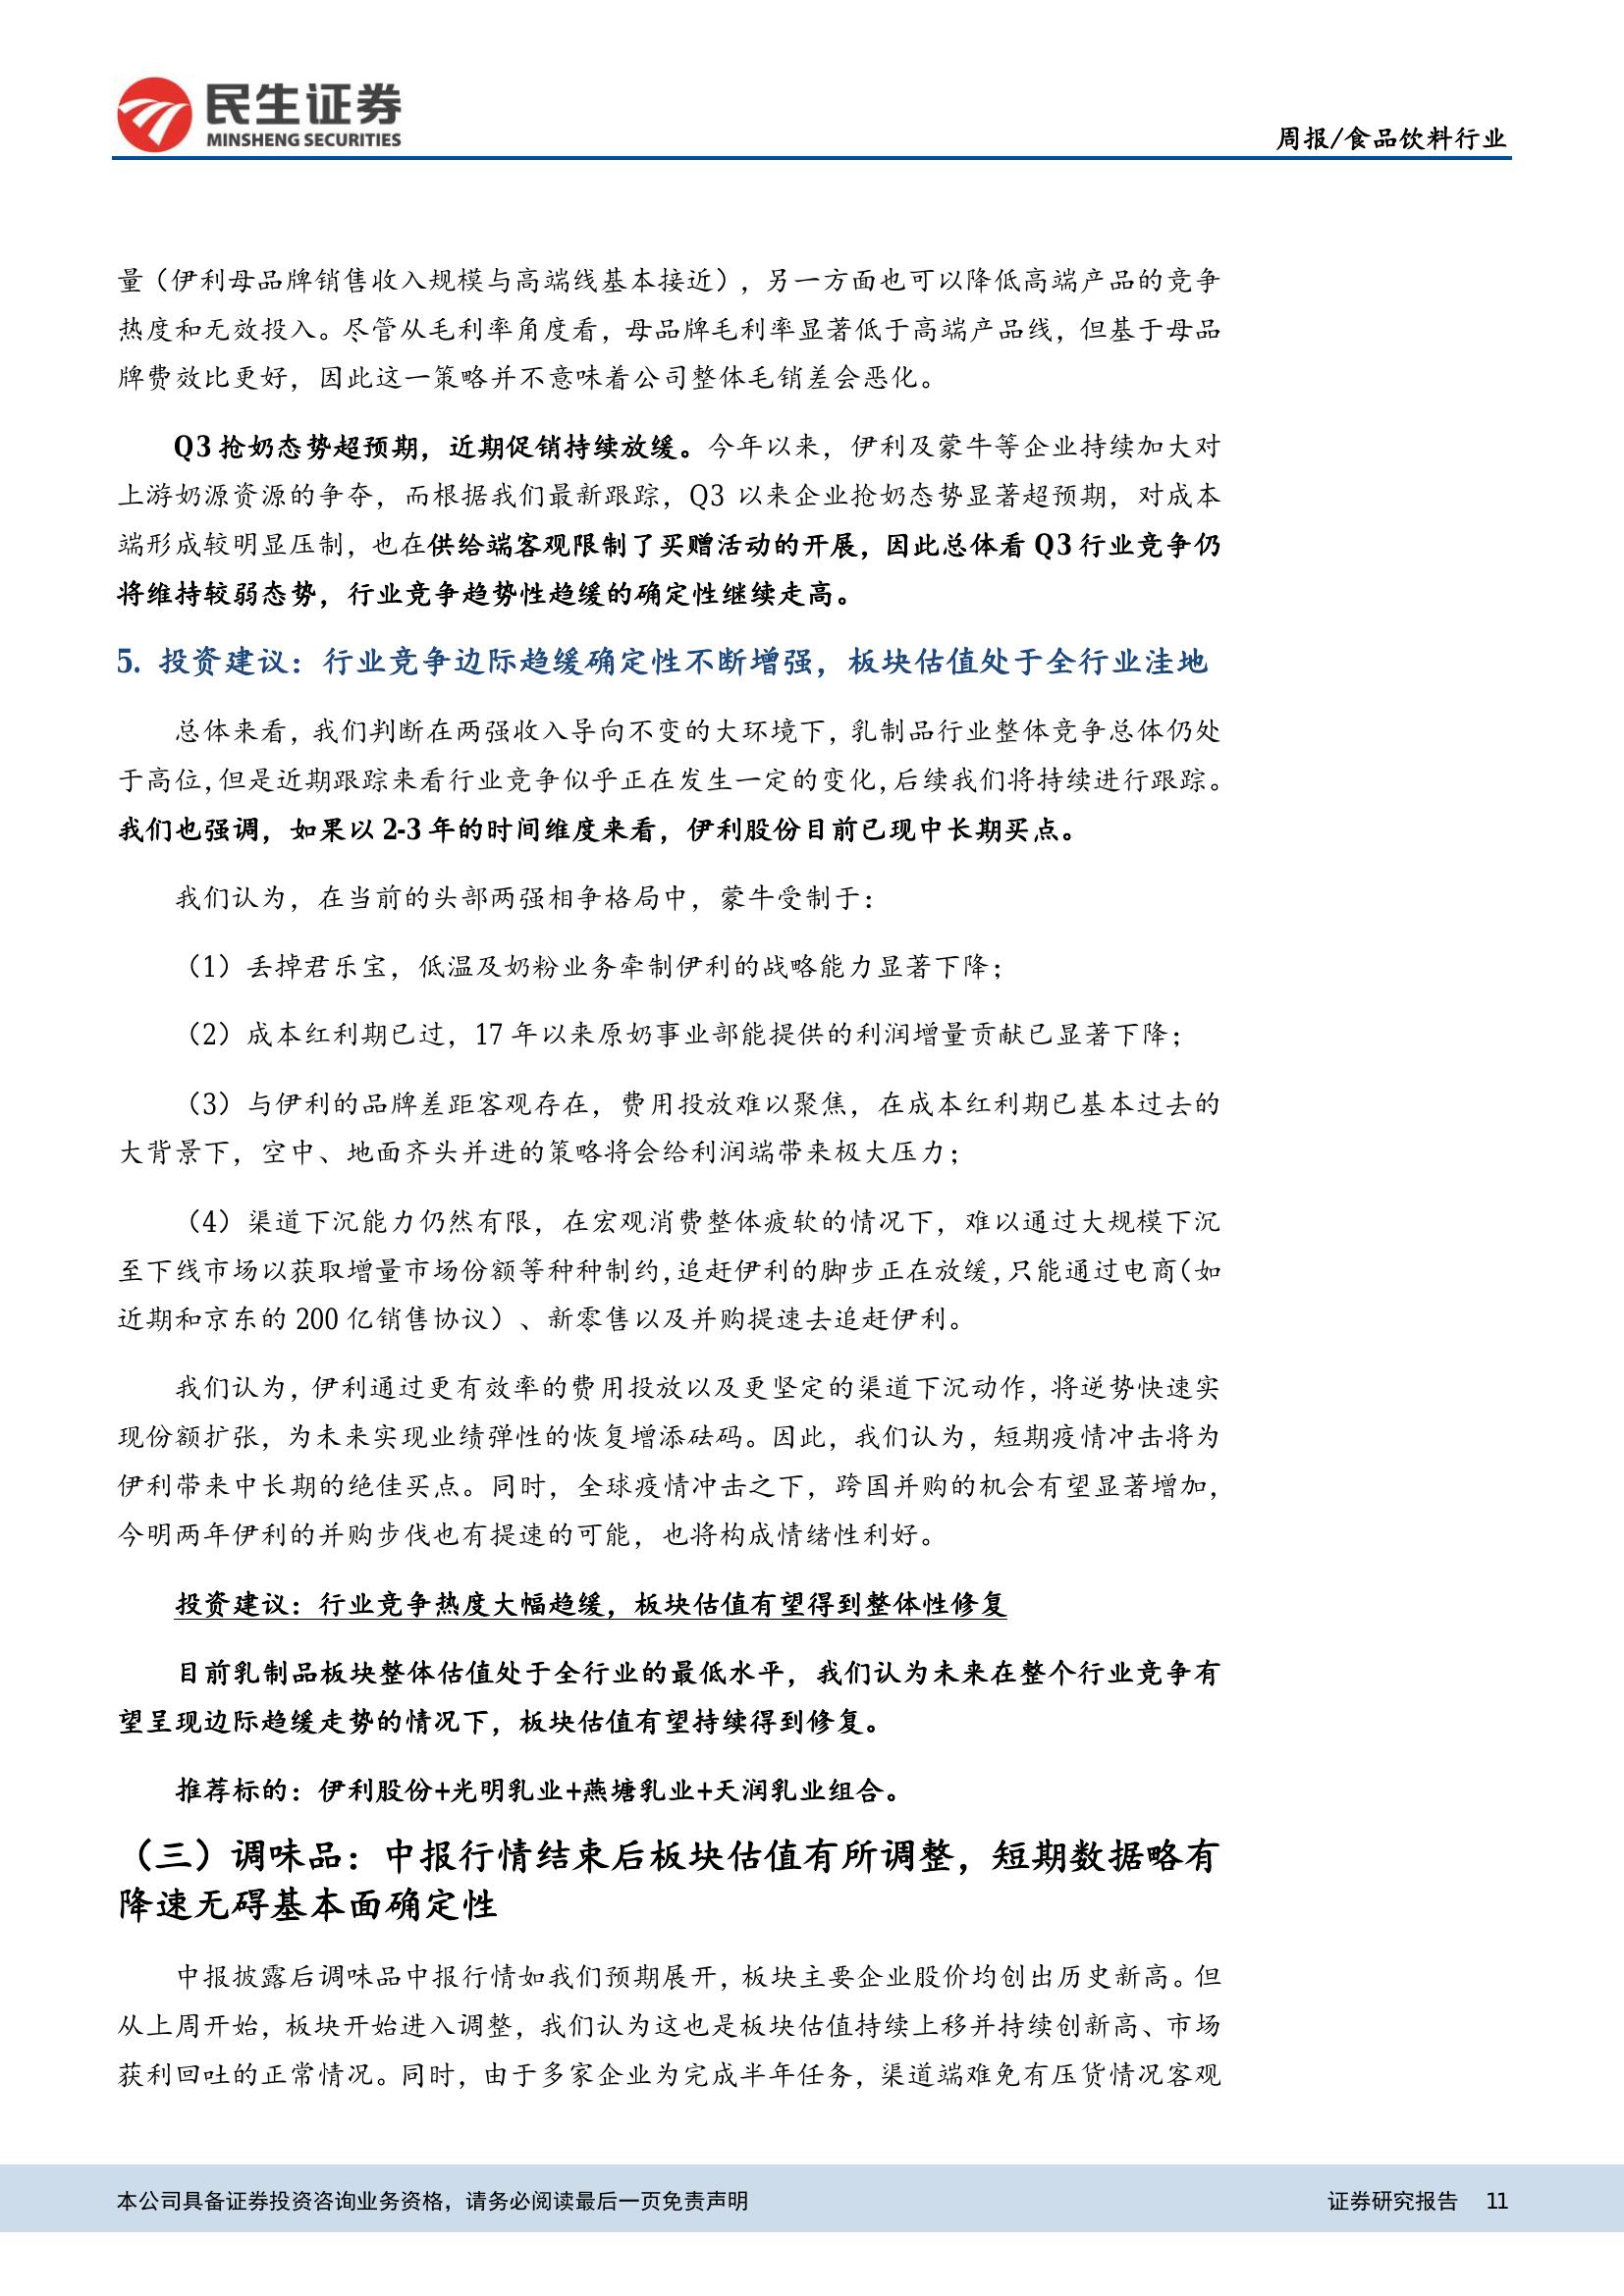 民生证券
MINSHENG SECURITIES
周报/食品饮料行业
量（伊利母品牌销售收入规模与高端线基本接近），另一方面也可以降低高端产品的竞争
热度和无效投入。尽管从毛利率角度看，母品牌毛利率显著低于高端产品线，但基于母品
牌费效比更好，因此这一策略并不意味着公司整体毛销差会恶化。
Q3 抢奶态势超预期，近期促销持续放缓。今年以来，伊利及蒙牛等企业持续加大对
上游奶源资源的争夺，而根据我们最新跟踪，Q3 以来企业抢奶态势显著超预期，对成本
端形成较明显压制，也在供给端客观限制了买赠活动的开展，因此总体看 Q3 行业竞争仍
将维持较弱态势，行业竞争趋势性趋缓的确定性继续走高。
5. 投资建议：行业竞争边际趋缓确定性不断增强，板块估值处于全行业洼地
总体来看，我们判断在两强收入导向不变的大环境下，乳制品行业整体竞争总体仍处
于高位，但是近期跟踪来看行业竞争似乎正在发生一定的变化，后续我们将持续进行跟踪。
我们也强调，如果以 2-3 年的时间维度来看，伊利股份目前已现中长期买点。
我们认为，在当前的头部两强相争格局中，蒙牛受制于：
（1）丢掉君乐宝，低温及奶粉业务牵制伊利的战略能力显著下降；
（2）成本红利期已过，17 年以来原奶事业部能提供的利润增量贡献已显著下降；
（3）与伊利的品牌差距客观存在，费用投放难以聚焦，在成本红利期已基本过去的
大背景下，空中、地面齐头并进的策略将会给利润端带来极大压力；
（4）渠道下沉能力仍然有限，在宏观消费整体疲软的情况下，难以通过大规模下沉
至下线市场以获取增量市场份额等种种制约，追赶伊利的脚步正在放缓，只能通过电商（如
近期和京东的 200 亿销售协议）、新零售以及并购提速去追赶伊利。
我们认为，伊利通过更有效率的费用投放以及更坚定的渠道下沉动作，将逆势快速实
现份额扩张，为未来实现业绩弹性的恢复增添砝码。因此，我们认为，短期疫情冲击将为
伊利带来中长期的绝佳买点。同时，全球疫情冲击之下，跨国并购的机会有望显著增加，
今明两年伊利的并购步伐也有提速的可能，也将构成情绪性利好。
投资建议：行业竞争热度大幅趋缓，板块估值有望得到整体性修复
目前乳制品板块整体估值处于全行业的最低水平，我们认为未来在整个行业竞争有
望呈现边际趋缓走势的情况下，板块估值有望持续得到修复。
推荐标的：伊利股份+光明乳业+燕塘乳业+天润乳业组合。
（三）调味品：中报行情结束后板块估值有所调整，短期数据略有
降速无碍基本面确定性
中报披露后调味品中报行情如我们预期展开，板块主要企业股价均创出历史新高。但
从上周开始，板块开始进入调整，我们认为这也是板块估值持续上移并持续创新高、市场
获利回吐的正常情况。同时，由于多家企业为完成半年任务，渠道端难免有压货情况客观
本公司具备证券投资咨询业务资格，请务必阅读最后一页免责声明
证券研究报告 11